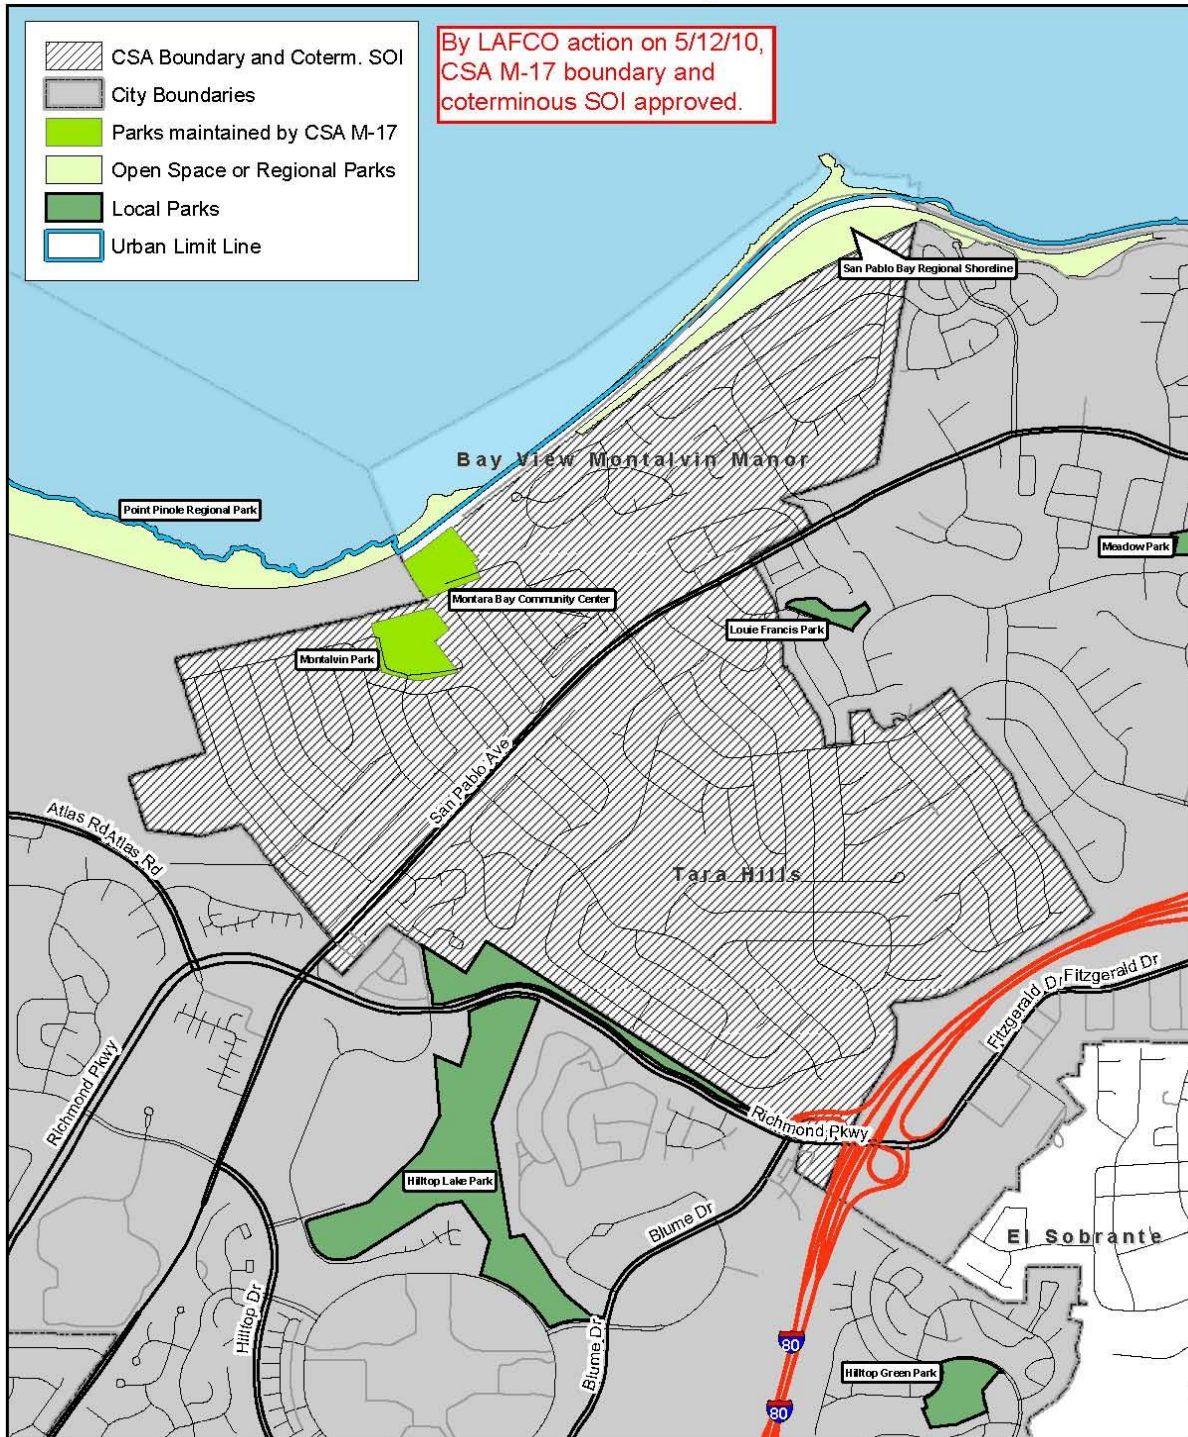 CSA Boundary and Coterm. SOI
City Boundaries
Parks maintained by CSA M-17
Open Space or Regional Parks
Local Parks
Urban Limit Line
By LAFCO action on 5/12/10,
CSA M-17 boundary and
coterminous SOI approved.
San Pablo Bay Regional Shoreline
Bay View Montalvin Manor
Point Pinole Regional Park
Meadow Park
Montara Bay Community Center
Louie Francis Park
Montalvin Park
San Pablo Ave
Atlas Rd
Atlas Rd
Tara Hills
Fitzgerald Dr
Fitzgerald Dr
Richmond Pkwy
Richmond Pkwy
Hilltop Lake Park
Blume Dr
El Sobrante
Hilltop Dr
Blume Dr
80
Hilltop Green Park
80